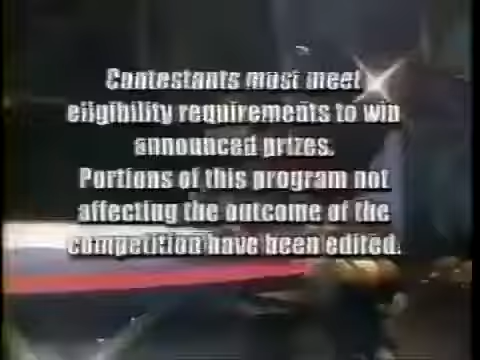 Contestants must meet
eligibility requirements to win
announced prizes.
Portions of this program not
affecting the outcome of the
competition have been edited.